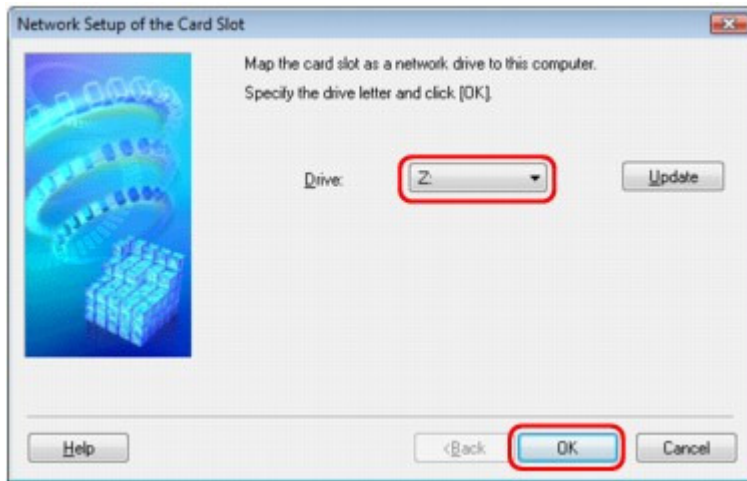 Network Setup of the Card Slot
Map the card slot as a network drive to this computer.
Specify the drive letter and click [OK].
Drive: Z: Update
Help <Back OK Cancel